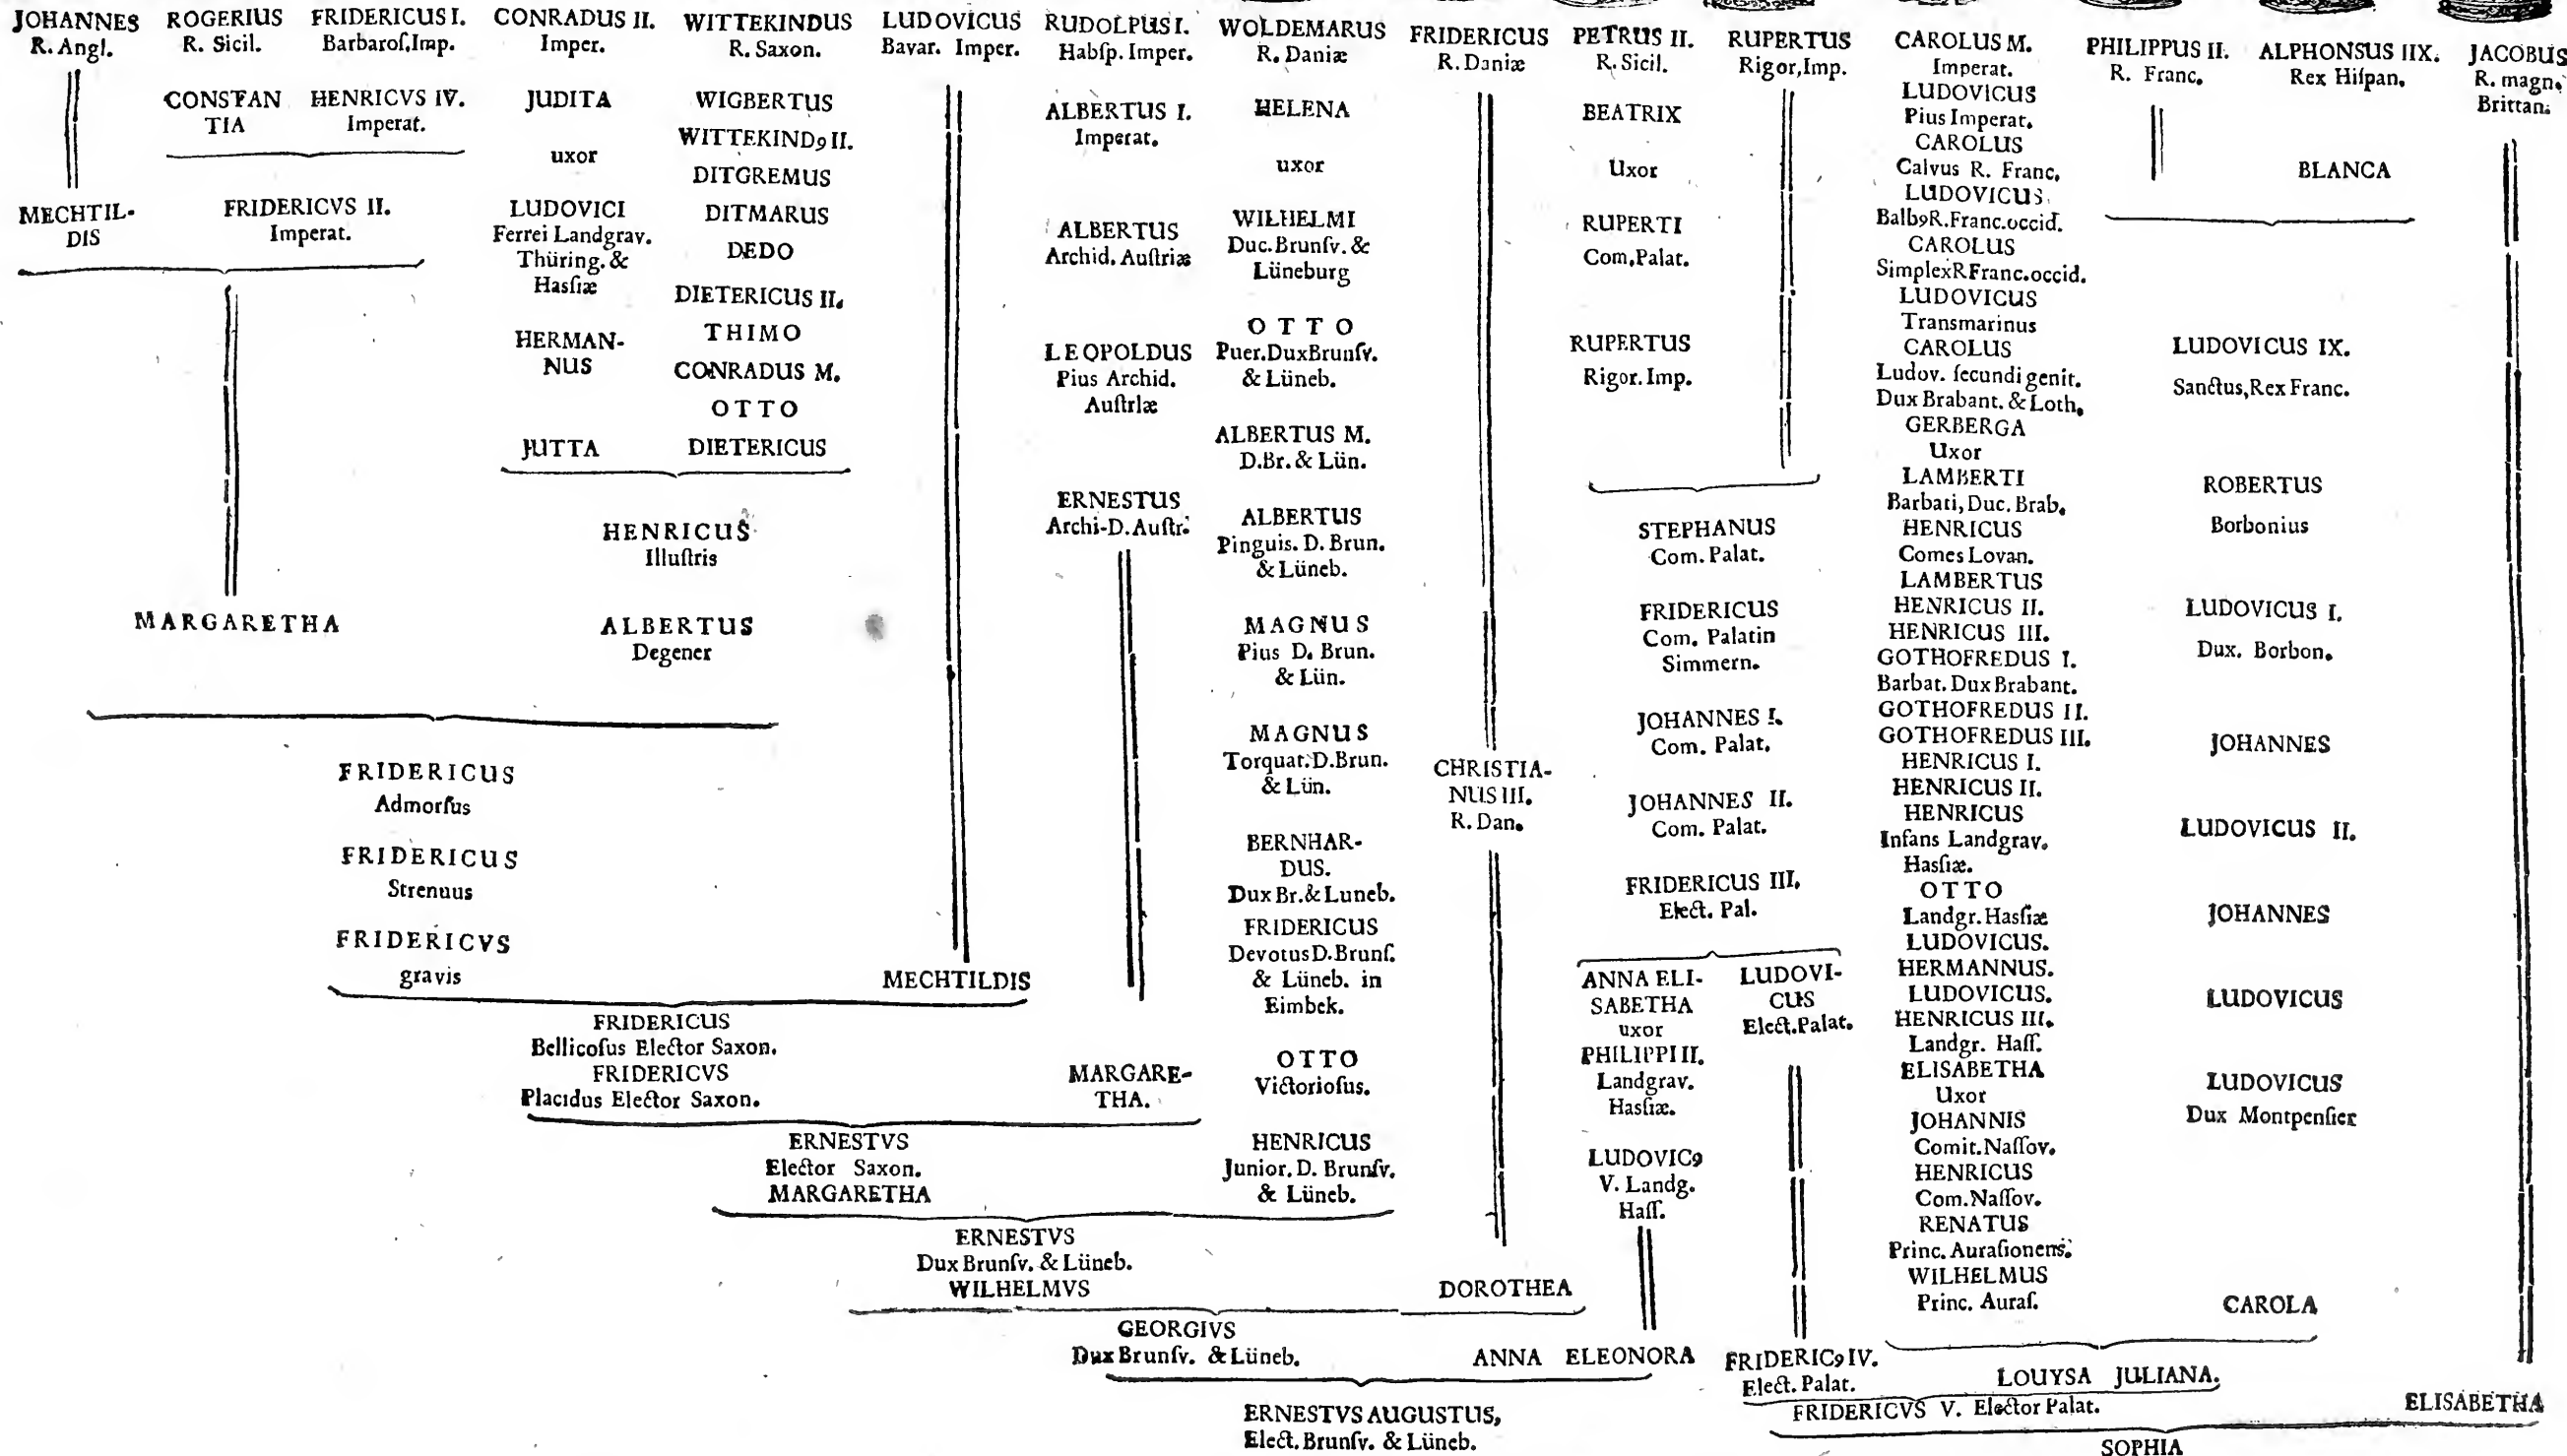 JOHANNES
R. Angl.
MECHTIL-
DIS
ROGERIUS
R. Sicil.
CONSTAN
TIA
FRIDERICUS I.
Barbaroſ.Imp.
HENRICVS IV.
Imperat.
FRIDERICVS II.
Imperat.
MARGARETHA
CONRADUS II.
Imper.
JUDITA
uxor
LUDOVICI
Ferrei Landgrav.
Thüring. &
Hasſiæ
HERMAN-
NUS
JUTTA
WITTEKINDUS
R. Saxon.
WIGBERTUS
WITTEKIND9 II.
DITGREMUS
DITMARUS
DEDO
DIETERICUS II.
THIMO
CONRADUS M.
OTTO
DIETERICUS
HENRICUS
Illuſtris
ALBERTUS
Degener
FRIDERICUS
Admorſus
FRIDERICUS
Strenuus
FRIDERICVS
gravis
LUDOVICUS
Bavar. Imper.
MECHTILDIS
FRIDERICUS
Bellicoſus Elector Saxon.
FRIDERICVS
Placidus Elector Saxon.
RUDOLPUS I.
Habſp. Imper.
ALBERTUS I.
Imperat.
ALBERTUS
Archid. Auſtriæ
LEOPOLDUS
Pius Archid.
Auſtriæ
ERNESTUS
Archi-D. Auſtr.
MARGARE-
THA.
ERNESTVS
Elector Saxon.
MARGARETHA
WOLDEMARUS
R. Daniæ
HELENA
uxor
WILHELMI
Duc. Brunſv. &
Lüneburg
OTTO
Puer.Dux Brunſv.
& Lüneb.
ALBERTUS M.
D.Br. & Lün.
ALBERTUS
Pinguis. D. Brun.
& Lüneb.
MAGNUS
Pius D. Brun.
& Lün.
MAGNUS
Torquat. D.Brun.
& Lün.
BERNHAR-
DUS.
Dux Br.& Luneb.
FRIDERICUS
Devotus D.Brunſ.
& Lüneb. in
Eimbek.
OTTO
Victorioſus.
HENRICUS
Junior. D. Brunſv.
& Lüneb.
ERNESTVS
Dux Brunſv. & Lüneb.
WILHELMVS
FRIDERICUS
R. Daniæ
CHRISTIA-
NUS III.
R. Dan.
DOROTHEA
GEORGIVS
Dux Brunſv. & Lüneb.
PETRUS II.
R. Sicil.
BEATRIX
Uxor
RUPERTI
Com. Palat.
RUPERTUS
Rigor. Imp.
RUPERTUS
Rigor, Imp.
STEPHANUS
Com. Palat.
FRIDERICUS
Com. Palatin
Simmern.
JOHANNES I.
Com. Palat.
JOHANNES II.
Com. Palat.
FRIDERICUS III.
Elect. Pal.
ANNA ELI-
SABETHA
uxor
PHILIPPI II.
Landgrav.
Hasſiæ.
LUDOVIC9
V. Landg.
Haſſ.
ANNA ELEONORA
ERNESTVS AUGUSTUS,
Elect. Brunſv. & Lüneb.
LUDOVI-
CUS
Elect. Palat.
FRIDERIC9 IV.
Elect. Palat.
CAROLUS M.
Imperat.
LUDOVICUS
Pius Imperat.
CAROLUS
Calvus R. Franc.
LUDOVICUS
Balb9 R. Franc.occid.
CAROLUS
Simplex R Franc.occid.
LUDOVICUS
Transmarinus
CAROLUS
Ludov. ſecundi genit.
Dux Brabant. & Loth.
GERBERGA
Uxor
LAMBERTI
Barbati, Duc. Brab.
HENRICUS
Comes Lovan.
LAMBERTUS
HENRICUS II.
HENRICUS III.
GOTHOFREDUS I.
Barbat. Dux Brabant.
GOTHOFREDUS II.
GOTHOFREDUS III.
HENRICUS I.
HENRICUS II.
HENRICUS
Infans Landgrav.
Hasſiæ.
OTTO
Landgr. Hasſiæ
LUDOVICUS.
HERMANNUS.
LUDOVICUS.
HENRICUS III.
Landgr. Haſſ.
ELISABETHA
Uxor
JOHANNIS
Comit. Naſſov.
HENRICUS
Com. Naſſov.
RENATUS
Princ. Auraſionens.
WILHELMUS
Princ. Auraſ.
PHILIPPUS II.
R. Franc.
ALPHONSUS IIX.
Rex Hiſpan.
BLANCA
LUDOVICUS IX.
Sanctus, Rex Franc.
ROBERTUS
Borbonius
LUDOVICUS I.
Dux. Borbon.
JOHANNES
LUDOVICUS II.
JOHANNES
LUDOVICUS
LUDOVICUS
Dux Montpenſier
CAROLA
LOUYSA JULIANA.
FRIDERICVS V. Elector Palat.
JACOBUS
R. magn.
Brittan.
ELISABETHA
SOPHIA